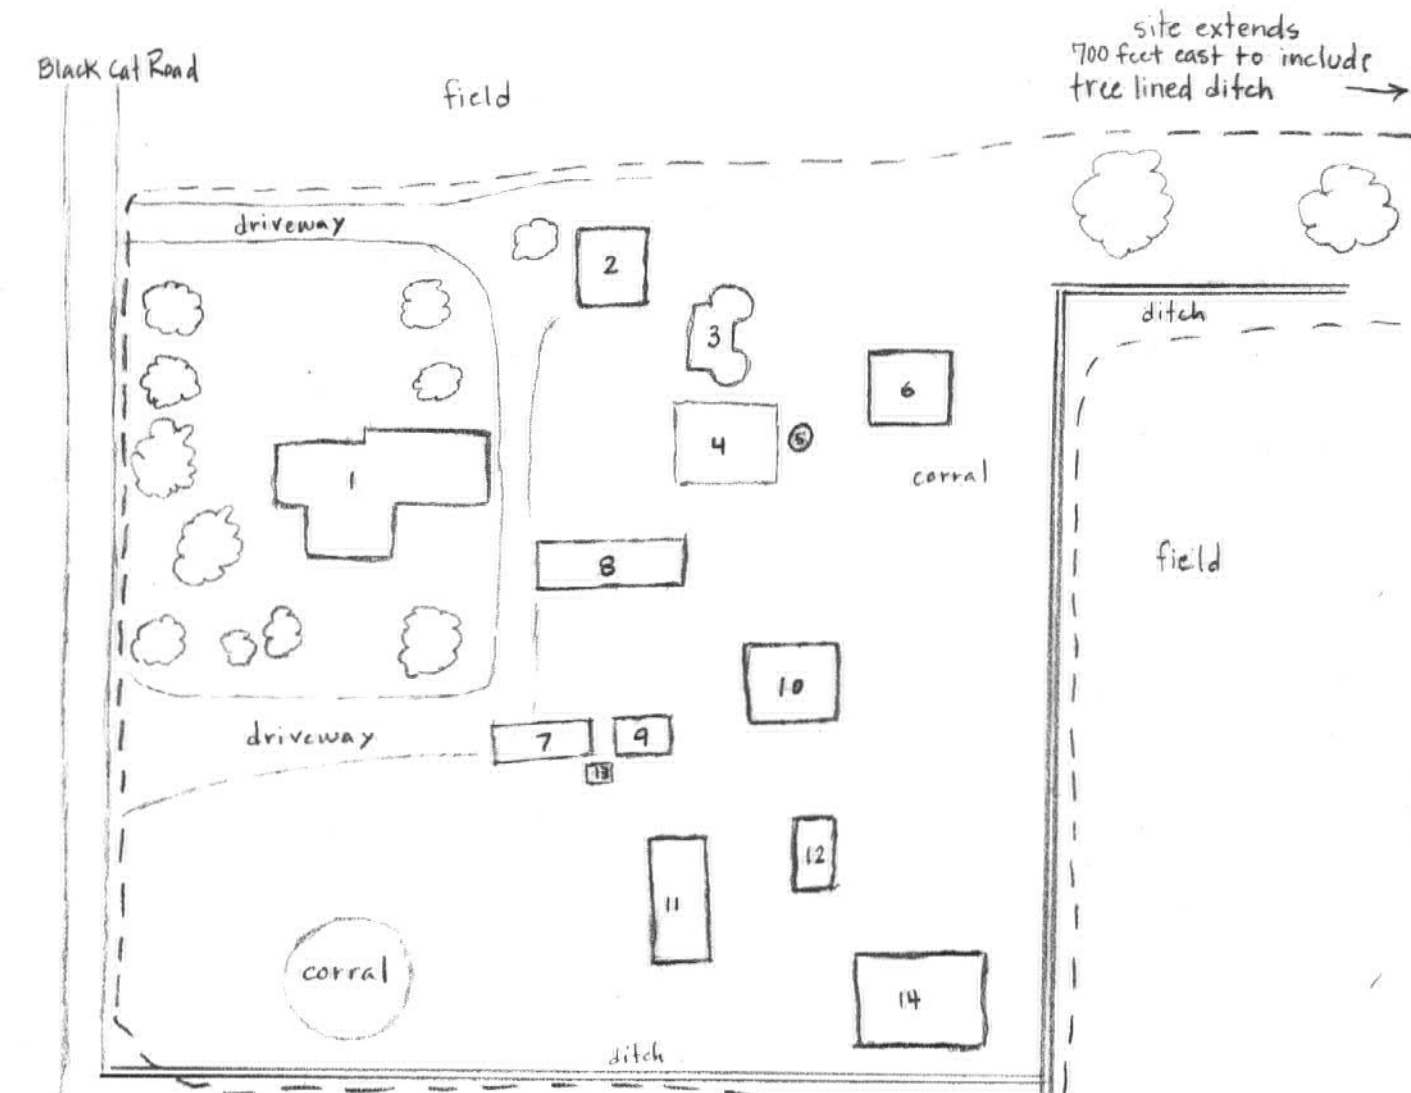 site extends
700 feet east to include
tree lined ditch
Black Cat Road
field
driveway
2
3
ditch
6
4
5
corral
1
field
8
10
driveway
7
9
13
12
11
corral
14
ditch